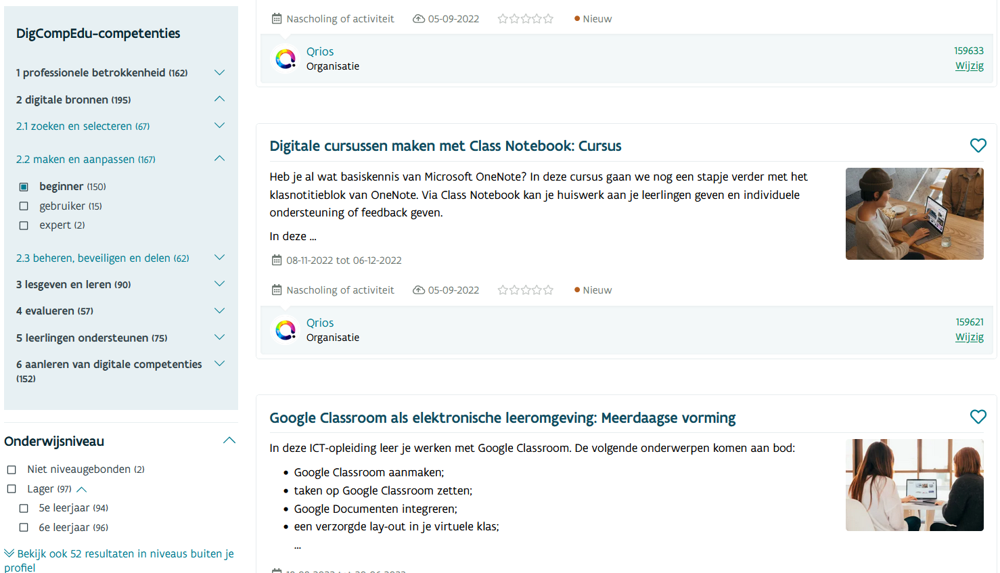 DigCompEdu-competenties
1 professionele betrokkenheid (162)
2 digitale bronnen (195)
2.1 zoeken en selecteren (67)
2.2 maken en aanpassen (167)
beginner (150)
gebruiker (15)
expert (2)
2.3 beheren, beveiligen en delen (62)
3 lesgeven en leren (90)
4 evalueren (57)
5 leerlingen ondersteunen (75)
6 aanleren van digitale competenties
(152)
Onderwijsniveau
Niet niveaugebonden (2)
Lager (97)
5e leerjaar (94)
6e leerjaar (96)
Bekijk ook 52 resultaten in niveaus buiten je
profiel
Nascholing of activiteit 05-09-2022 Nieuw
Qrios 159633
Organisatie Wijzig
Digitale cursussen maken met Class Notebook: Cursus
Heb je al wat basiskennis van Microsoft OneNote? In deze cursus gaan we nog een stapje verder met het
klasnotitieblok van OneNote. Via Class Notebook kan je huiswerk aan je leerlingen geven en individuele
ondersteuning of feedback geven.
In deze ...
08-11-2022 tot 06-12-2022
Nascholing of activiteit 05-09-2022 Nieuw
Qrios 159621
Organisatie Wijzig
Google Classroom als elektronische leeromgeving: Meerdaagse vorming
In deze ICT-opleiding leer je werken met Google Classroom. De volgende onderwerpen komen aan bod:
• Google Classroom aanmaken;
• taken op Google Classroom zetten;
• Google Documenten integreren;
• een verzorgde lay-out in je virtuele klas;
...